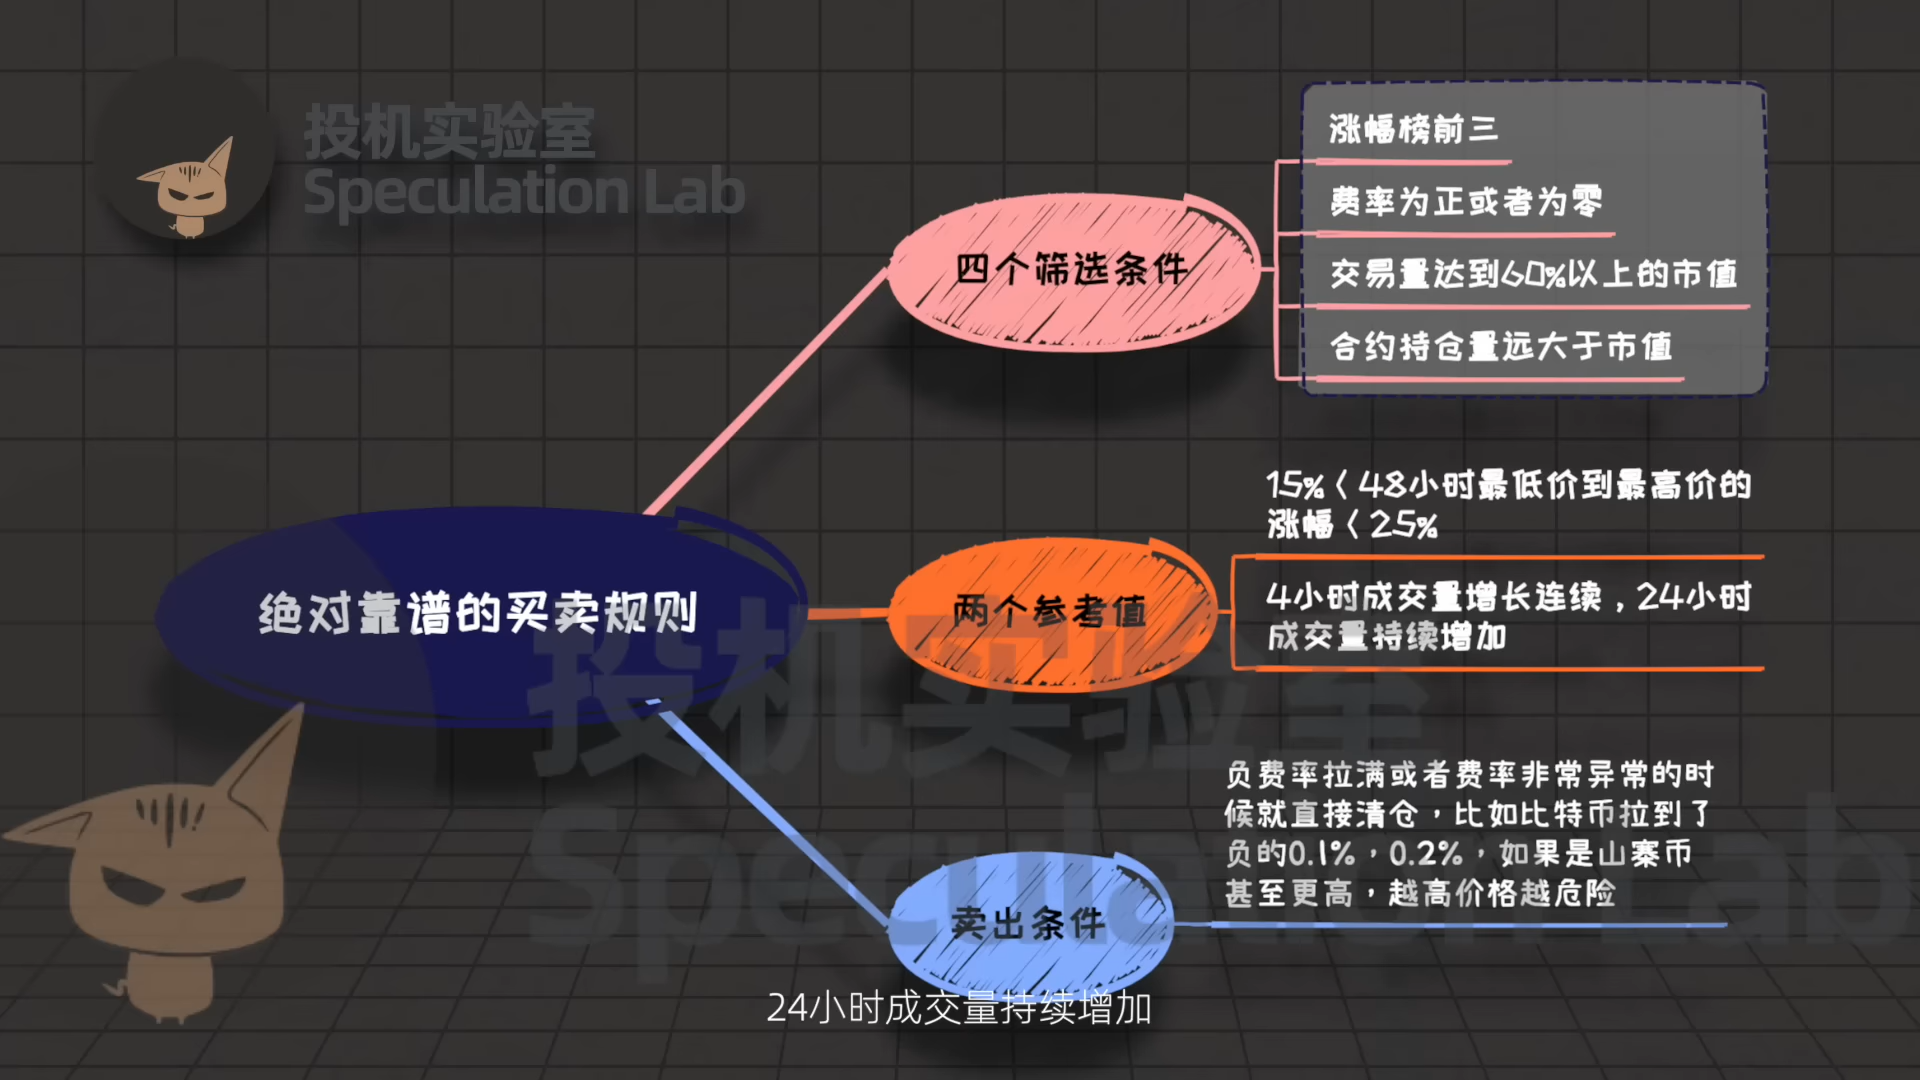 投机实验室
Speculation Lab
涨幅榜前三
费率为正或者为零
交易量达到60%以上的市值
合约持仓量远大于市值
四个筛选条件
15%〈48小时最低价到最高价的
涨幅〈25%
4小时成交量增长连续，24小时
成交量持续增加
两个参考值
绝对靠谱的买卖规则
投机实验室
Speculation Lab
负费率拉满或者费率非常异常的时
候就直接清仓，比如比特币拉到了
负的0.1%，0.2%，如果是山寨币
甚至更高，越高价格越危险
卖出条件
24小时成交量持续增加